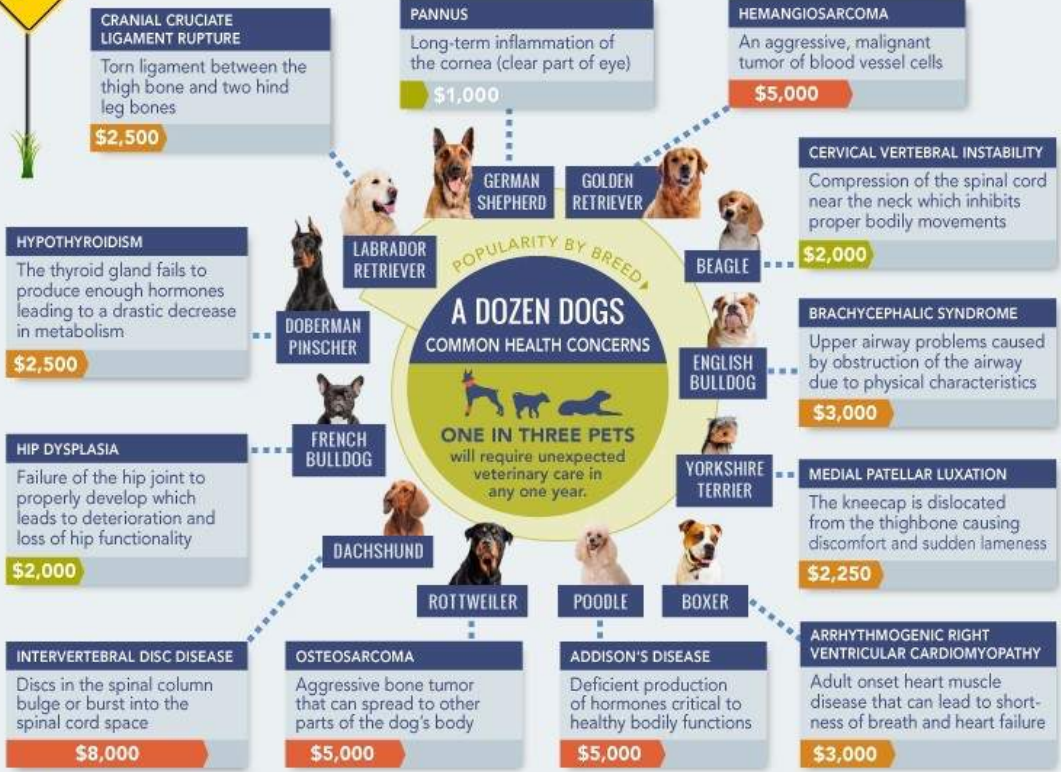 CRANIAL CRUCIATE
LIGAMENT RUPTURE
Torn ligament between the
thigh bone and two hind
leg bones
$2,500
PANNUS
Long-term inflammation of
the cornea (clear part of eye)
$1,000
HEMANGIOSARCOMA
An aggressive, malignant
tumor of blood vessel cells
$5,000
CERVICAL VERTEBRAL INSTABILITY
Compression of the spinal cord
near the neck which inhibits
proper bodily movements
$2,000
BRACHYCEPHALIC SYNDROME
Upper airway problems caused
by obstruction of the airway
due to physical characteristics
$3,000
MEDIAL PATELLAR LUXATION
The kneecap is dislocated
from the thighbone causing
discomfort and sudden lameness
$2,250
ARRHYTHMOGENIC RIGHT
VENTRICULAR CARDIOMYOPATHY
Adult onset heart muscle
disease that can lead to short-
ness of breath and heart failure
$3,000
ADDISON'S DISEASE
Deficient production
of hormones critical to
healthy bodily functions
$5,000
OSTEOSARCOMA
Aggressive bone tumor
that can spread to other
parts of the dog's body
$5,000
INTERVERTEBRAL DISC DISEASE
Discs in the spinal column
bulge or burst into the
spinal cord space
$8,000
HIP DYSPLASIA
Failure of the hip joint to
properly develop which
leads to deterioration and
loss of hip functionality
$2,000
HYPOTHYROIDISM
The thyroid gland fails to
produce enough hormones
leading to a drastic decrease
in metabolism
$2,500
LABRADOR
RETRIEVER
GERMAN
SHEPHERD
GOLDEN
RETRIEVER
BEAGLE
ENGLISH
BULLDOG
YORKSHIRE
TERRIER
BOXER
POODLE
ROTTWEILER
DACHSHUND
FRENCH
BULLDOG
DOBERMAN
PINSCHER
POPULARITY BY BREED
A DOZEN DOGS
COMMON HEALTH CONCERNS
ONE IN THREE PETS
will require unexpected
veterinary care in
any one year.